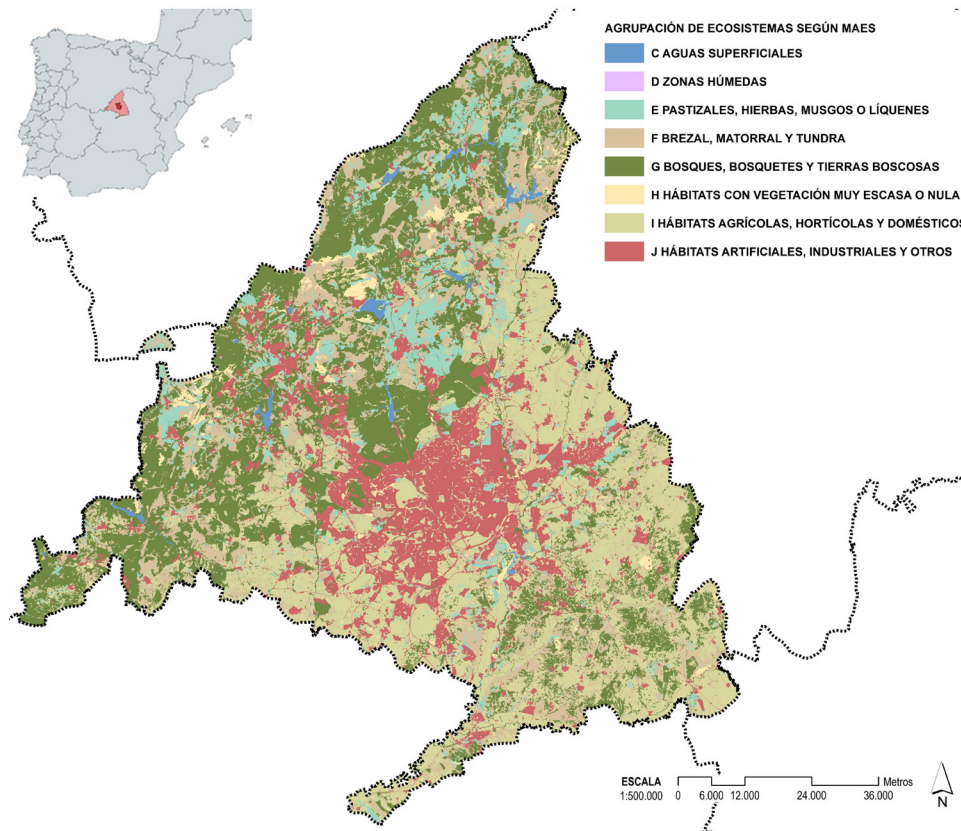 AGRUPACIÓN DE ECOSISTEMAS SEGÚN MAES
C AGUAS SUPERFICIALES
D ZONAS HÚMEDAS
E PASTIZALES, HIERBAS, MUSGOS O LÍQUENES
F BREZAL, MATORRAL Y TUNDRA
G BOSQUES, BOSQUETES Y TIERRAS BOSCOSAS
H HÁBITATS CON VEGETACIÓN MUY ESCASA O NULA
I HÁBITATS AGRÍCOLAS, HORTÍCOLAS Y DOMÉSTICOS
J HÁBITATS ARTIFICIALES, INDUSTRIALES Y OTROS
ESCALA
1:500.000
0 6.000 12.000 24.000 36.000
Metros
N